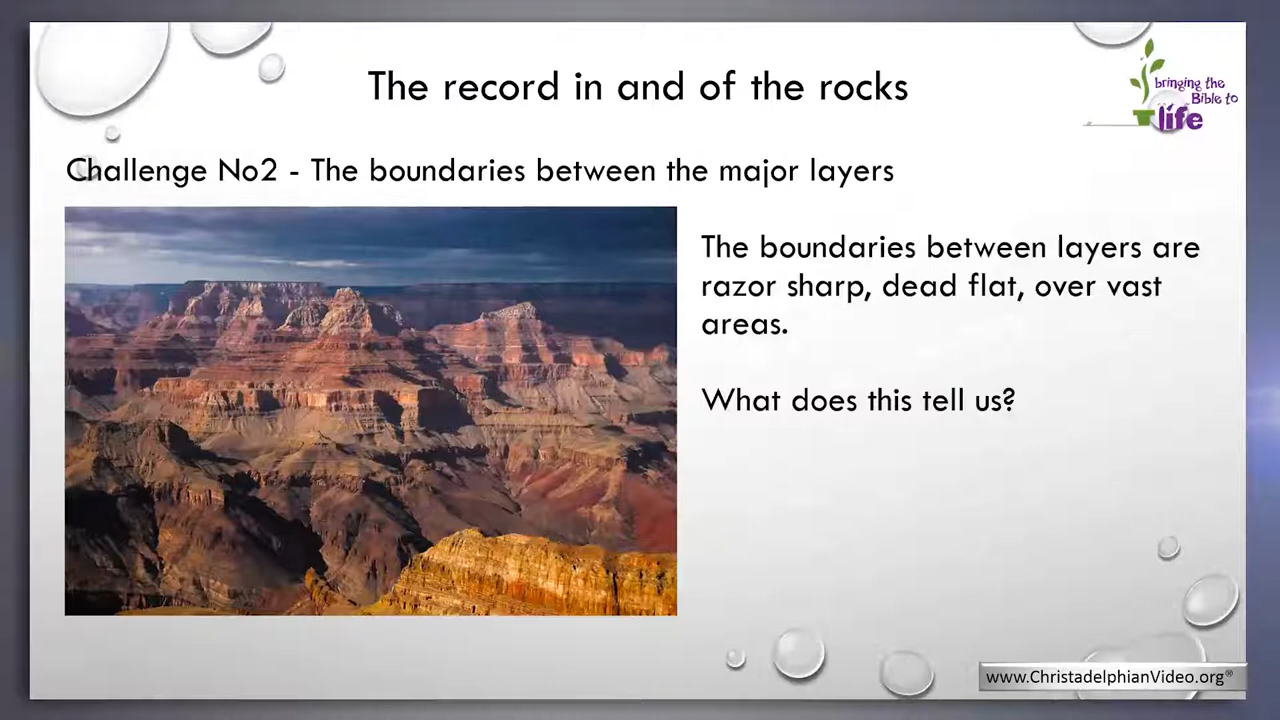 The record in and of the rocks
bringing the
Bible to
life
Challenge No2 - The boundaries between the major layers
The boundaries between layers are
razor sharp, dead flat, over vast
areas.
What does this tell us?
www.ChristadelphianVideo.org®